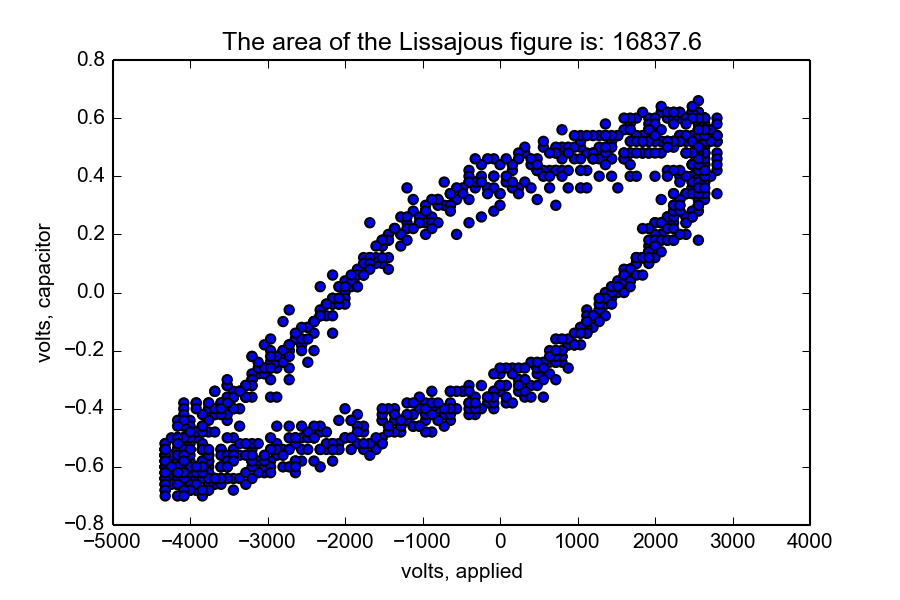 The area of the Lissajous figure is: 16837.6
0.8
0.6
0.4
0.2
0.0
−0.2
−0.4
−0.6
−0.8
volts, capacitor
−5000 −4000 −3000 −2000 −1000 0 1000 2000 3000 4000
volts, applied